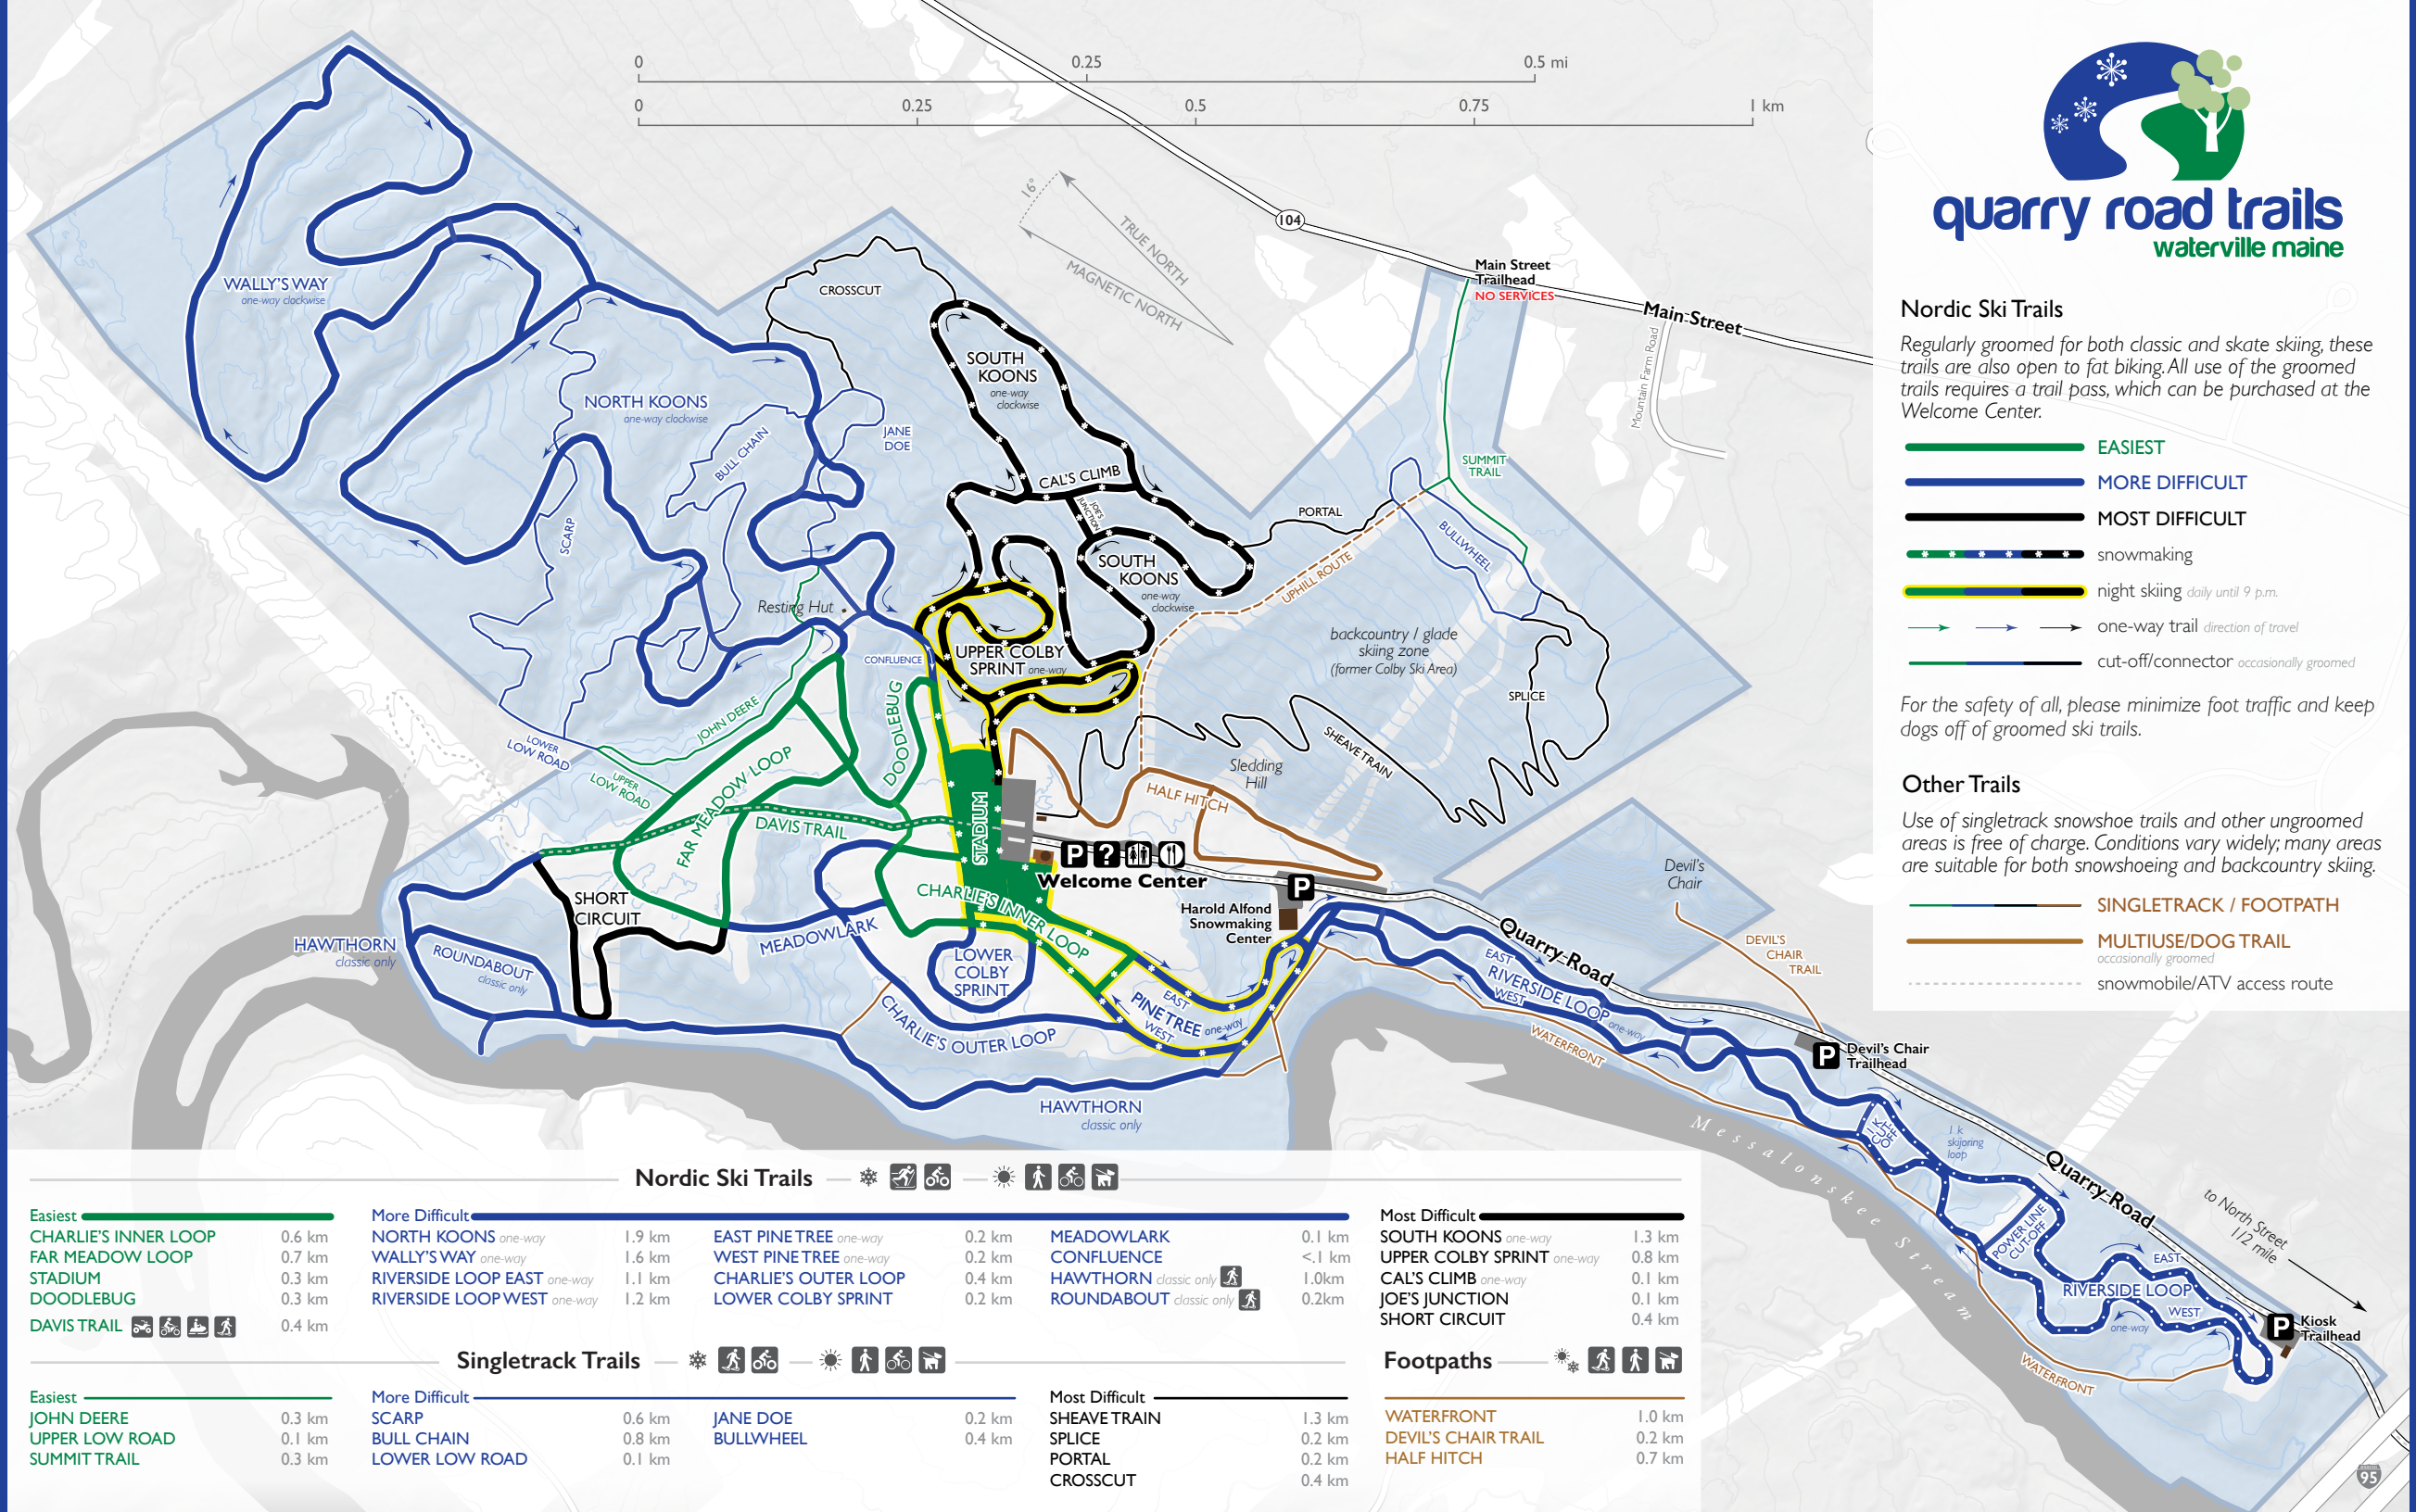 0 0.25 0.5 mi
0 0.25 0.5 0.75 1 km
16°
TRUE NORTH
MAGNETIC NORTH
104
Main Street
Trailhead
NO SERVICES
Main Street
Mountain Farm Road
quarry road trails
waterville maine
Nordic Ski Trails
Regularly groomed for both classic and skate skiing, these
trails are also open to fat biking. All use of the groomed
trails requires a trail pass, which can be purchased at the
Welcome Center.
EASIEST
MORE DIFFICULT
MOST DIFFICULT
snowmaking
night skiing daily until 9 p.m.
one-way trail direction of travel
cut-off/connector occasionally groomed
For the safety of all, please minimize foot traffic and keep
dogs off of groomed ski trails.
Other Trails
Use of singletrack snowshoe trails and other ungroomed
areas is free of charge. Conditions vary widely; many areas
are suitable for both snowshoeing and backcountry skiing.
SINGLETRACK / FOOTPATH
MULTIUSE/DOG TRAIL
occasionally groomed
snowmobile/ATV access route
WALLY'S WAY
one-way clockwise
CROSSCUT
NORTH KOONS
one-way clockwise
BULL CHAIN
JANE
DOE
SCARP
SOUTH
KOONS
one-way
clockwise
CAL'S CLIMB
JOE'S
JUNCTION
SOUTH
KOONS
one-way
clockwise
PORTAL
SUMMIT
TRAIL
BULLWHEEL
UPHILL ROUTE
Resting Hut
CONFLUENCE
UPPER COLBY
SPRINT one-way
backcountry / glade
skiing zone
(former Colby Ski Area)
SPLICE
SHEAVE TRAIN
Sledding
Hill
HALF HITCH
JOHN DEERE
LOWER
LOW ROAD
UPPER
LOW ROAD
FAR MEADOW LOOP
DOODLEBUG
DAVIS TRAIL
STADIUM
P ?
Welcome Center
CHARLIE'S INNER LOOP
SHORT
CIRCUIT
MEADOWLARK
HAWTHORN
classic only
ROUNDABOUT
classic only
LOWER
COLBY
SPRINT
CHARLIE'S OUTER LOOP
EAST
PINE TREE one-way
WEST
HAWTHORN
classic only
P
Harold Alfond
Snowmaking
Center
Quarry Road
EAST
RIVERSIDE LOOP
one-way
WEST
WATERFRONT
Devil's
Chair
DEVIL'S
CHAIR
TRAIL
P
Devil's Chair
Trailhead
1 K
CUT-
OFF
1 k
skijoring
loop
Messalonskee Stream
Quarry Road
POWER LINE
CUT-OFF
EAST
RIVERSIDE LOOP
WEST
one-way
WATERFRONT
to North Street
1/2 mile
P
Kiosk
Trailhead
95
Nordic Ski Trails
Easiest
CHARLIE'S INNER LOOP 0.6 km
FAR MEADOW LOOP 0.7 km
STADIUM 0.3 km
DOODLEBUG 0.3 km
DAVIS TRAIL 0.4 km
More Difficult
NORTH KOONS one-way 1.9 km
WALLY'S WAY one-way 1.6 km
RIVERSIDE LOOP EAST one-way 1.1 km
RIVERSIDE LOOP WEST one-way 1.2 km
EAST PINE TREE one-way 0.2 km
WEST PINE TREE one-way 0.2 km
CHARLIE'S OUTER LOOP 0.4 km
LOWER COLBY SPRINT 0.2 km
MEADOWLARK 0.1 km
CONFLUENCE <.1 km
HAWTHORN classic only 1.0km
ROUNDABOUT classic only 0.2km
Most Difficult
SOUTH KOONS one-way 1.3 km
UPPER COLBY SPRINT one-way 0.8 km
CAL'S CLIMB one-way 0.1 km
JOE'S JUNCTION 0.1 km
SHORT CIRCUIT 0.4 km
Singletrack Trails
Easiest
JOHN DEERE 0.3 km
UPPER LOW ROAD 0.1 km
SUMMIT TRAIL 0.3 km
More Difficult
SCARP 0.6 km
BULL CHAIN 0.8 km
LOWER LOW ROAD 0.1 km
JANE DOE 0.2 km
BULLWHEEL 0.4 km
Most Difficult
SHEAVE TRAIN 1.3 km
SPLICE 0.2 km
PORTAL 0.2 km
CROSSCUT 0.4 km
Footpaths
WATERFRONT 1.0 km
DEVIL'S CHAIR TRAIL 0.2 km
HALF HITCH 0.7 km